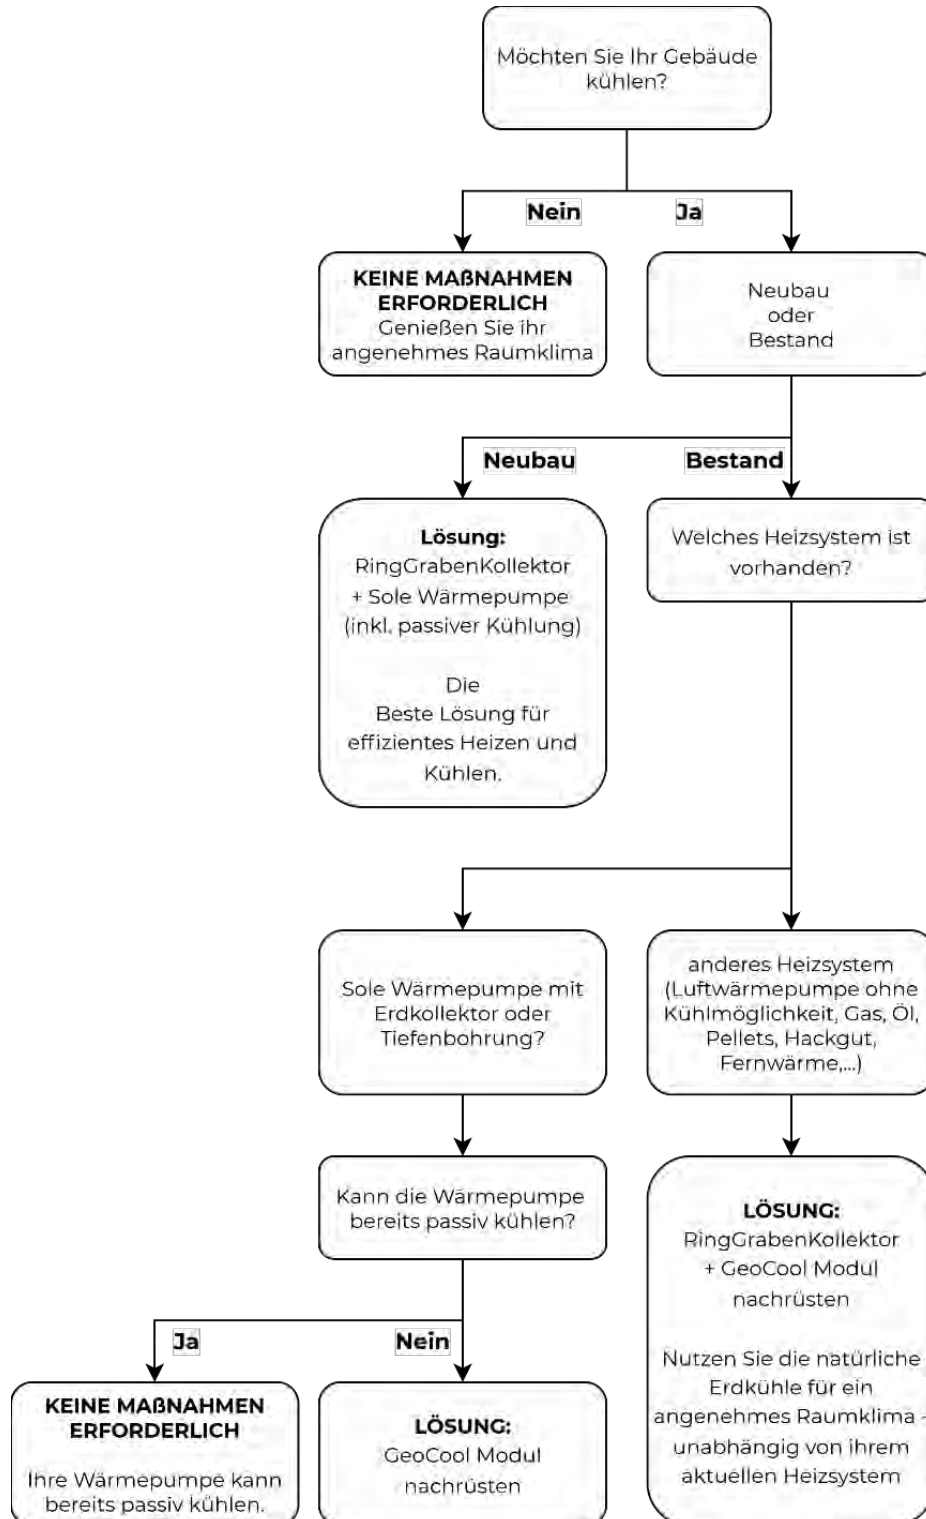 Möchten Sie Ihr Gebäude
kühlen?
Nein
Ja
KEINE MAßNAHMEN
ERFORDERLICH
Genießen Sie ihr
angenehmes Raumklima
Neubau
oder
Bestand
Neubau
Bestand
Lösung:
RingGrabenKollektor
+ Sole Wärmepumpe
(inkl. passiver Kühlung)
Die
Beste Lösung für
effizientes Heizen und
Kühlen.
Welches Heizsystem ist
vorhanden?
Sole Wärmepumpe mit
Erdkollektor oder
Tiefenbohrung?
anderes Heizsystem
(Luftwärmepumpe ohne
Kühlmöglichkeit, Gas, Öl,
Pellets, Hackgut,
Fernwärme,...)
Kann die Wärmepumpe
bereits passiv kühlen?
LÖSUNG:
RingGrabenKollektor
+ GeoCool Modul
nachrüsten
Nutzen Sie die natürliche
Erdkühle für ein
angenehmes Raumklima -
unabhängig von ihrem
aktuellen Heizsystem
Ja
Nein
KEINE MAßNAHMEN
ERFORDERLICH
Ihre Wärmepumpe kann
bereits passiv kühlen.
LÖSUNG:
GeoCool Modul
nachrüsten